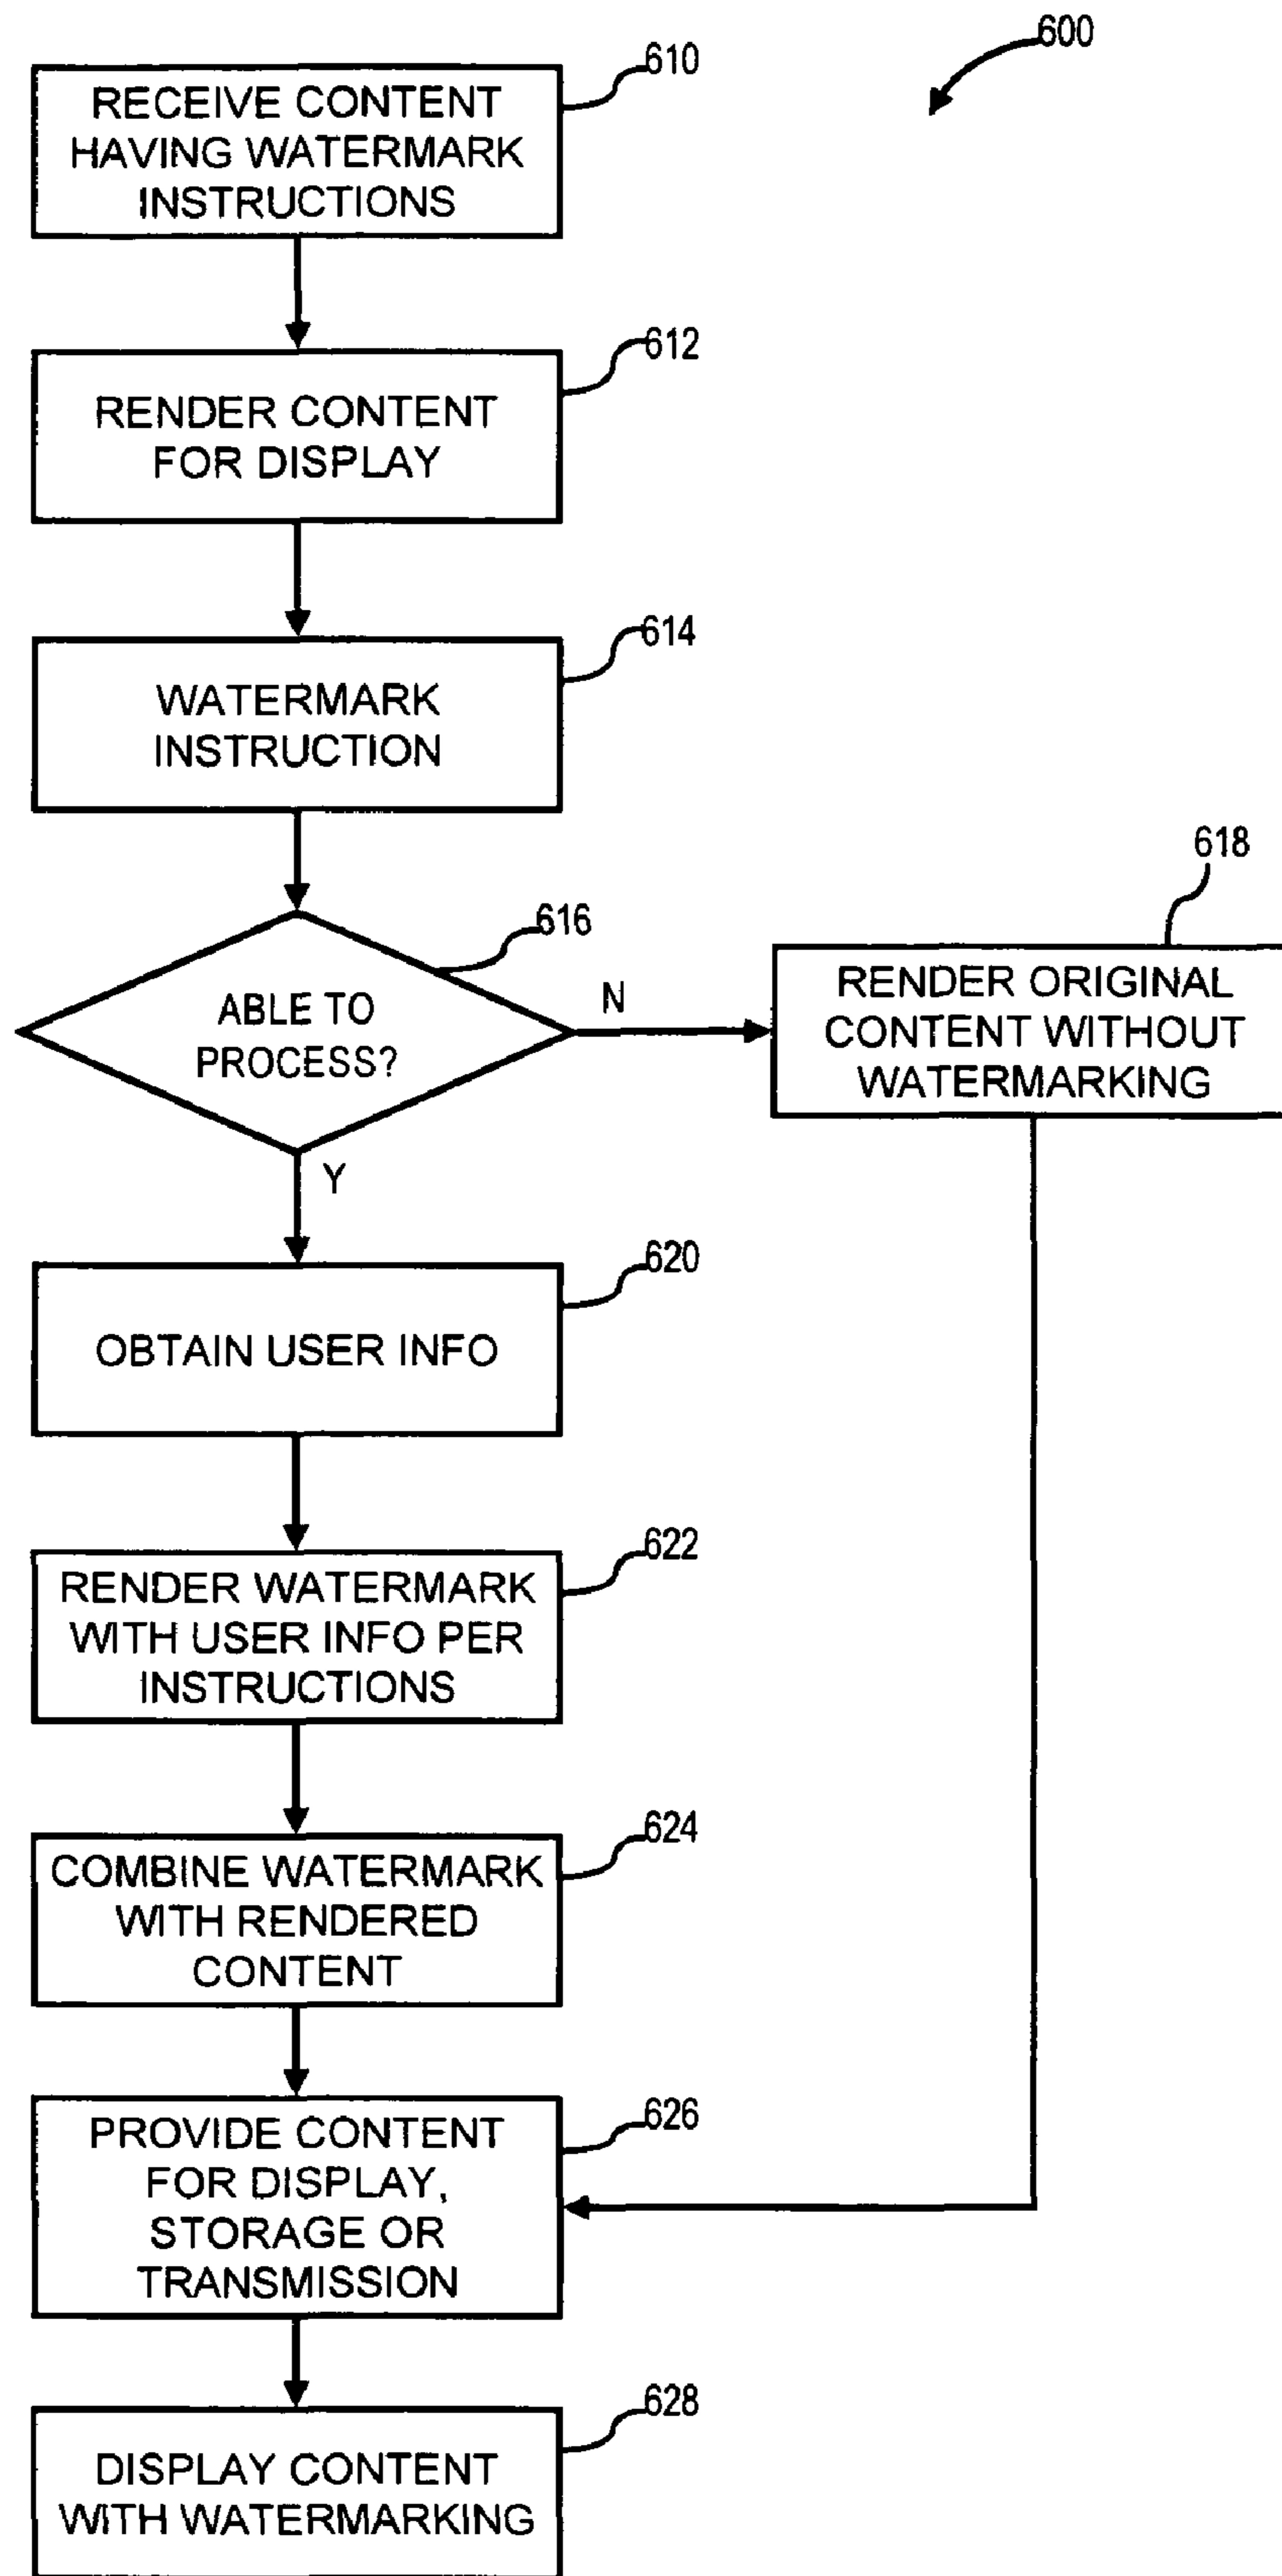 600
610
RECEIVE CONTENT
HAVING WATERMARK
INSTRUCTIONS
612
RENDER CONTENT
FOR DISPLAY
614
WATERMARK
INSTRUCTION
616
ABLE TO
PROCESS?
N
618
RENDER ORIGINAL
CONTENT WITHOUT
WATERMARKING
Y
620
OBTAIN USER INFO
622
RENDER WATERMARK
WITH USER INFO PER
INSTRUCTIONS
624
COMBINE WATERMARK
WITH RENDERED
CONTENT
626
PROVIDE CONTENT
FOR DISPLAY,
STORAGE OR
TRANSMISSION
628
DISPLAY CONTENT
WITH WATERMARKING